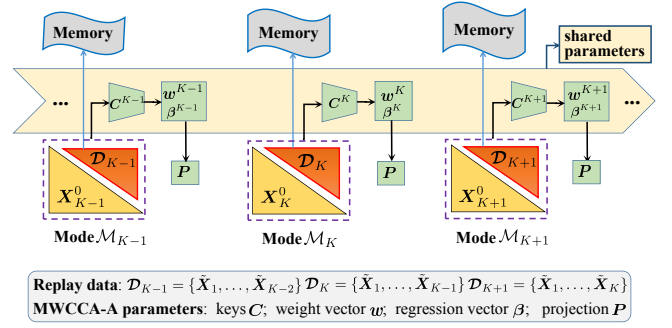 Memory Memory Memory
shared
parameters
... C^{K-1} w^{K-1} β^{K-1} C^K w^K β^K C^{K+1} w^{K+1} β^{K+1} ...
𝓓_{K-1} P 𝓓_K P 𝓓_{K+1} P
X^0_{K-1} X^0_K X^0_{K+1}
Mode 𝓜_{K-1} Mode 𝓜_K Mode 𝓜_{K+1}
Replay data: 𝓓_{K-1} = {X̃_1, . . . , X̃_{K-2}} 𝓓_K = {X̃_1, . . . , X̃_{K-1}} 𝓓_{K+1} = {X̃_1, . . . , X̃_K}
MWCCA-A parameters: keys C; weight vector w; regression vector β; projection P